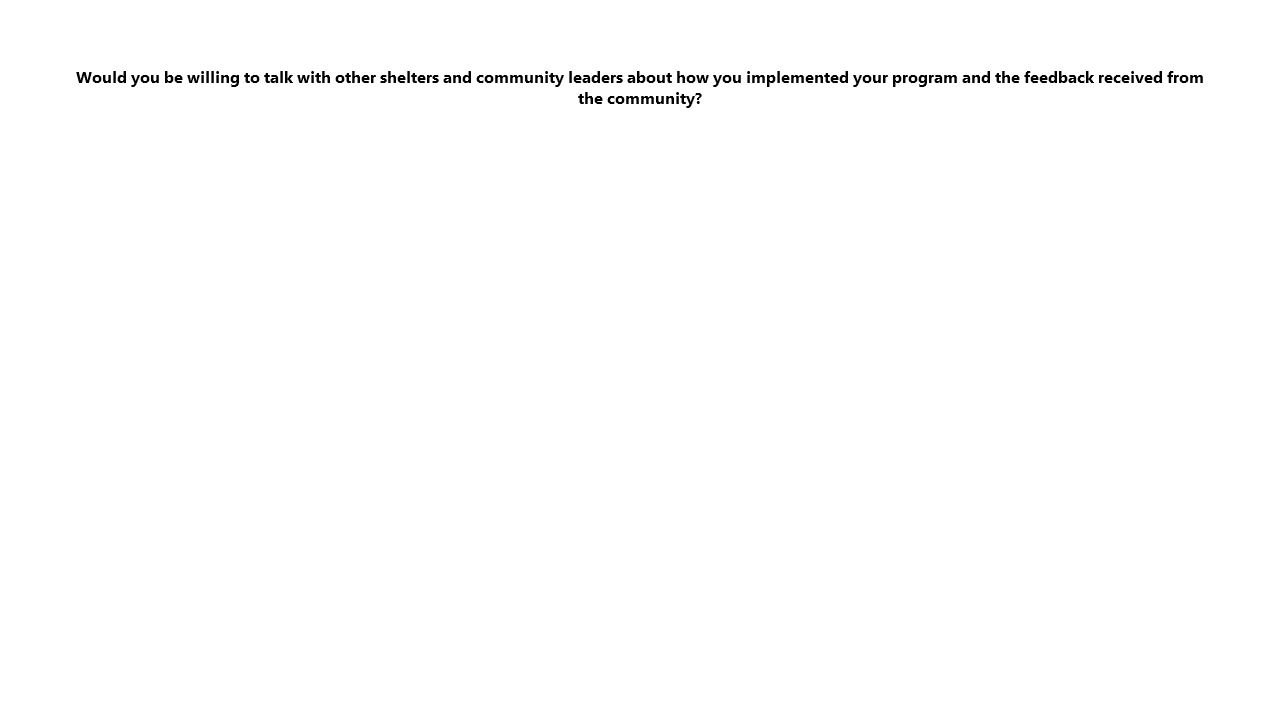 Would you be willing to talk with other shelters and community leaders about how you implemented your program and the feedback received from
the community?